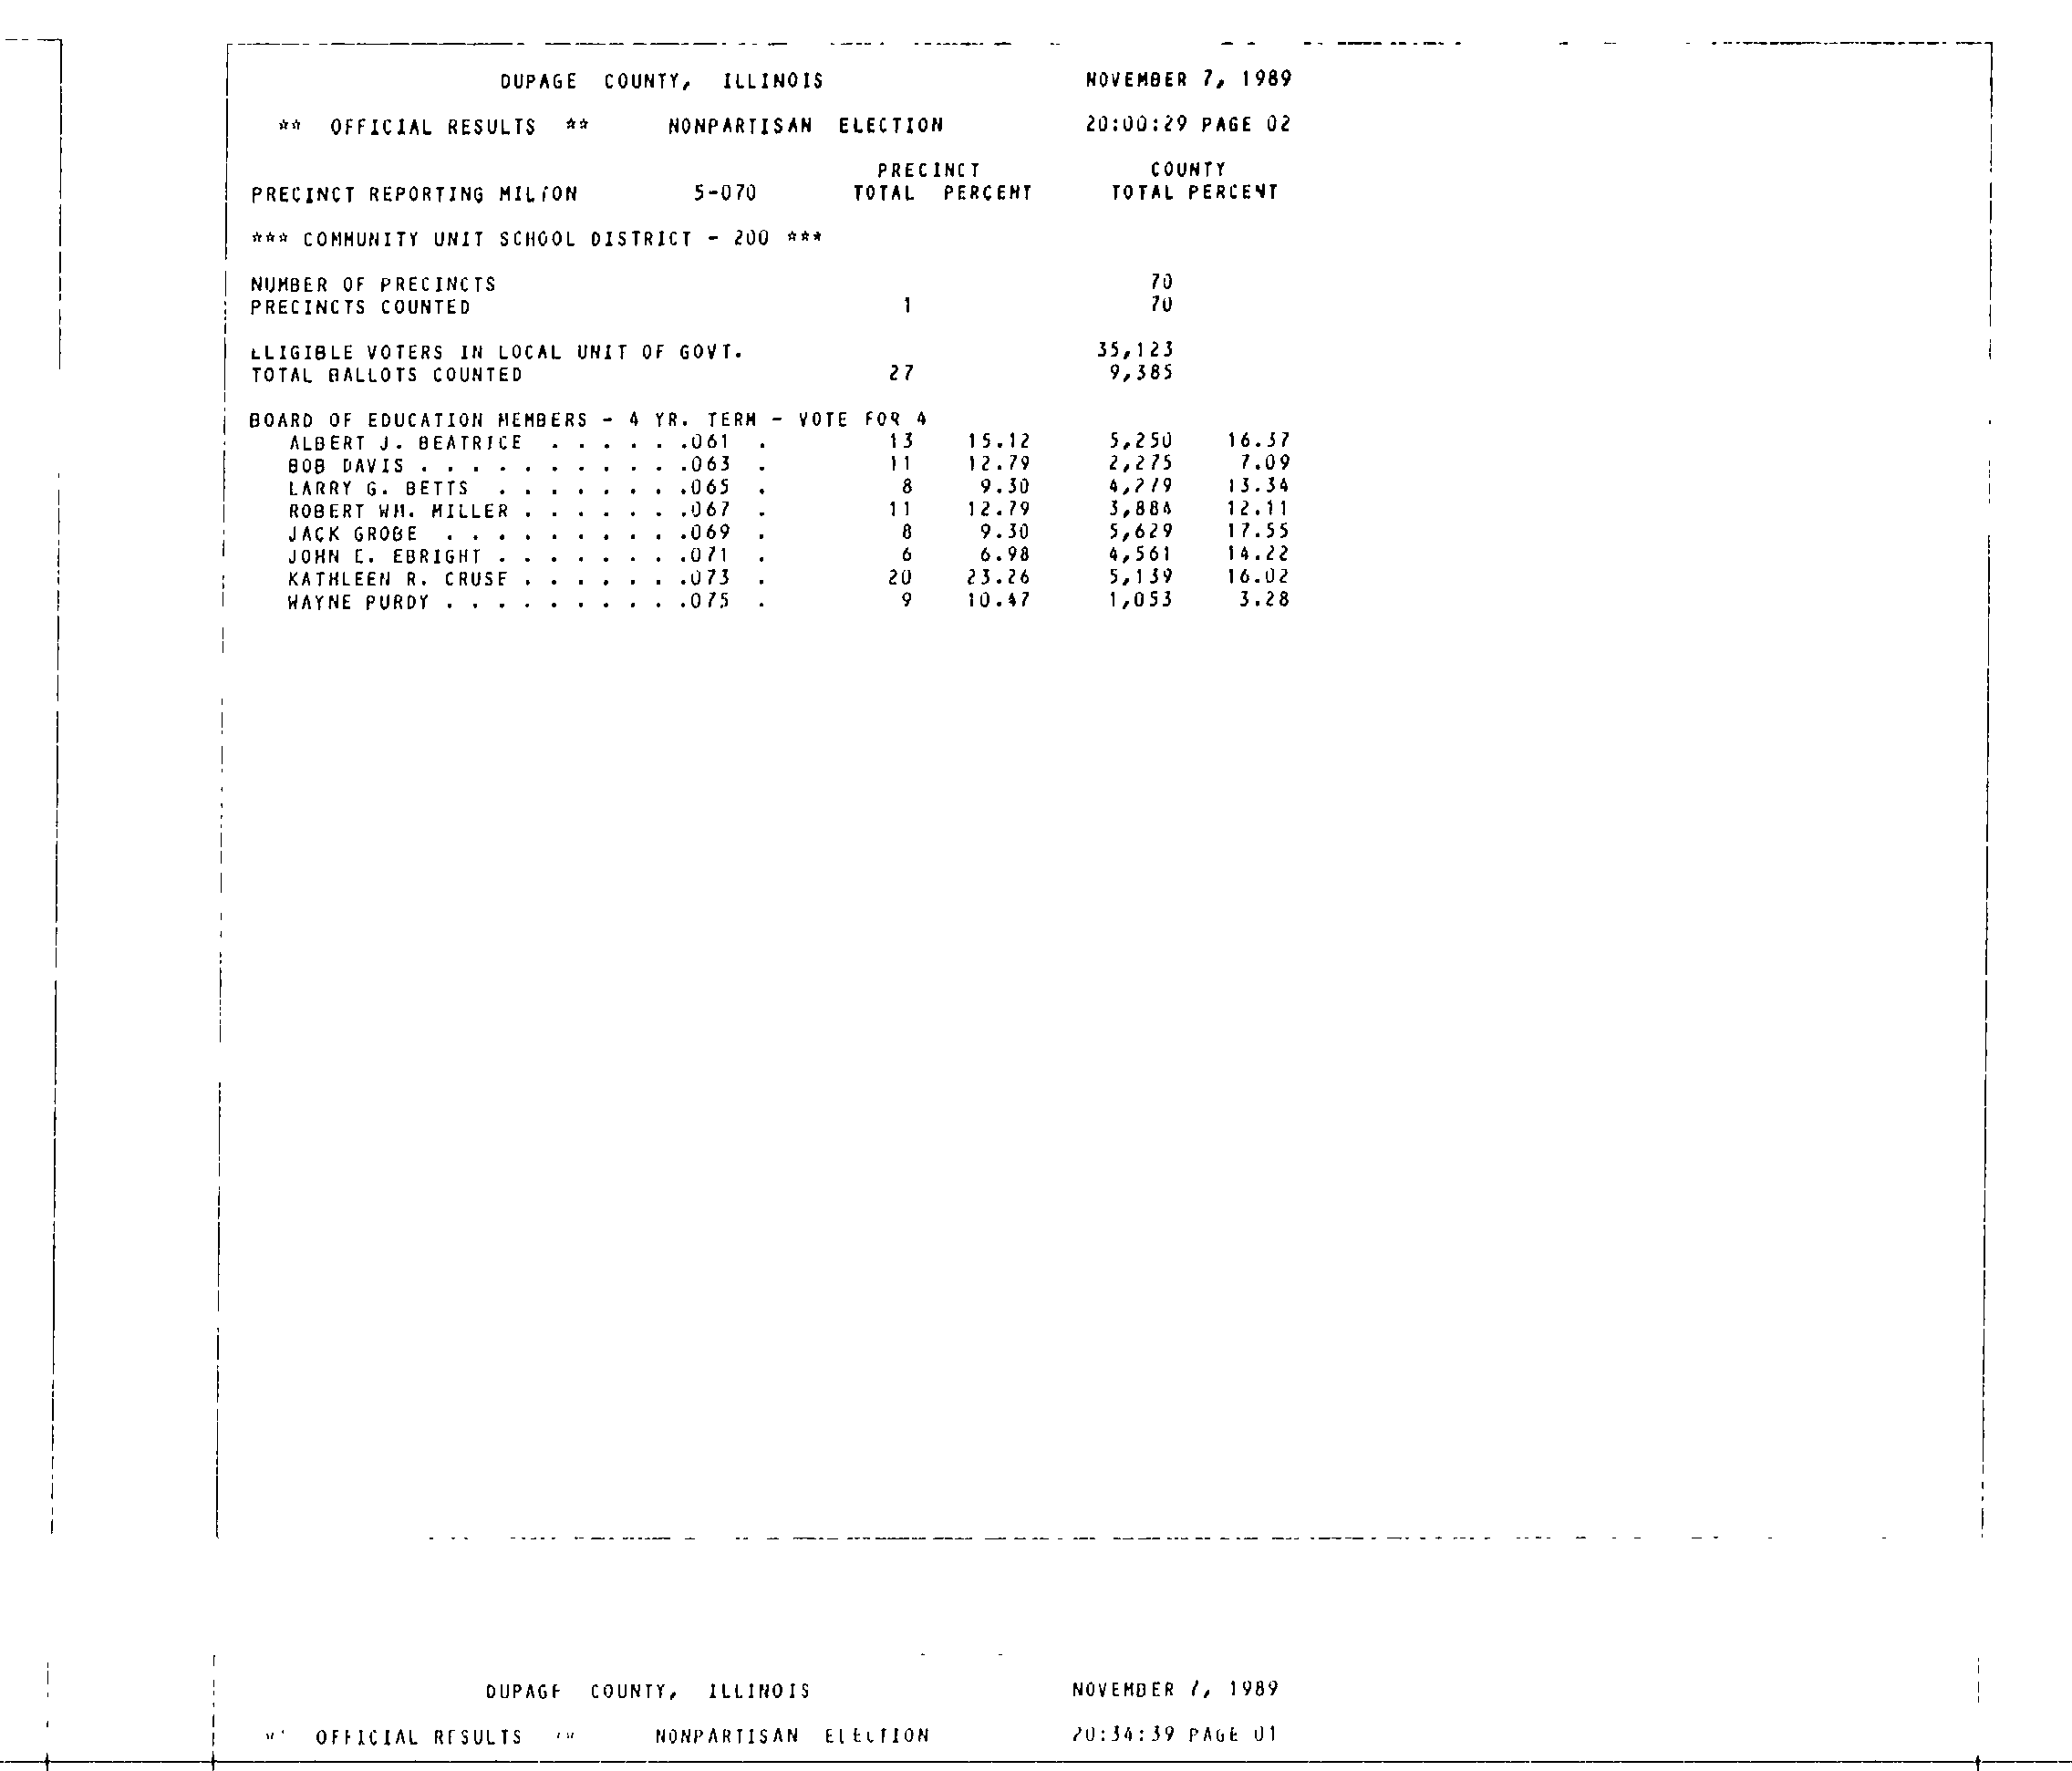 DUPAGE COUNTY, ILLINOIS NOVEMBER 7, 1989
** OFFICIAL RESULTS ** NONPARTISAN ELECTION 20:00:29 PAGE 02
PRECINCT COUNTY
PRECINCT REPORTING MILTON 5-070 TOTAL PERCENT TOTAL PERCENT
*** COMMUNITY UNIT SCHOOL DISTRICT - 200 ***
NUMBER OF PRECINCTS 70
PRECINCTS COUNTED 1 70
ELIGIBLE VOTERS IN LOCAL UNIT OF GOVT. 35,123
TOTAL BALLOTS COUNTED 27 9,385
BOARD OF EDUCATION MEMBERS - 4 YR. TERM - VOTE FOR 4
ALBERT J. BEATRICE . . . . . .061 . 13 15.12 5,250 16.37
BOB DAVIS . . . . . . . . . . .063 . 11 12.79 2,275 7.09
LARRY G. BETTS . . . . . . . .065 . 8 9.30 4,279 13.34
ROBERT WM. MILLER . . . . . . .067 . 11 12.79 3,884 12.11
JACK GROBE . . . . . . . . . .069 . 8 9.30 5,629 17.55
JOHN E. EBRIGHT . . . . . . . .071 . 6 6.98 4,561 14.22
KATHLEEN R. CRUSE . . . . . . .073 . 20 23.26 5,139 16.02
WAYNE PURDY . . . . . . . . . .075 . 9 10.47 1,053 3.28
DUPAGE COUNTY, ILLINOIS NOVEMBER 7, 1989
** OFFICIAL RESULTS ** NONPARTISAN ELECTION 20:34:39 PAGE 01